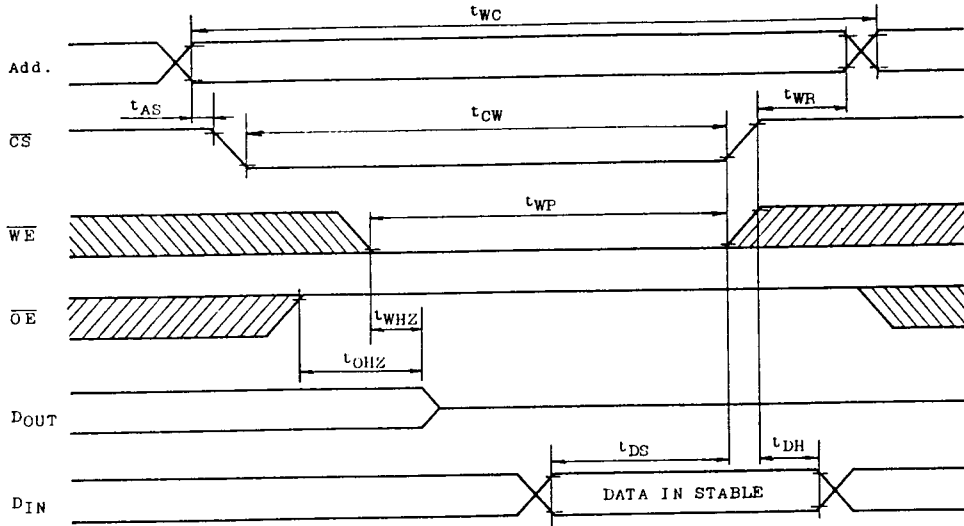 tWC
Add.
tAS
tWR
CS
tCW
WE
tWP
OE
tWHZ
tOHZ
DOUT
tDS
tDH
DIN
DATA IN STABLE